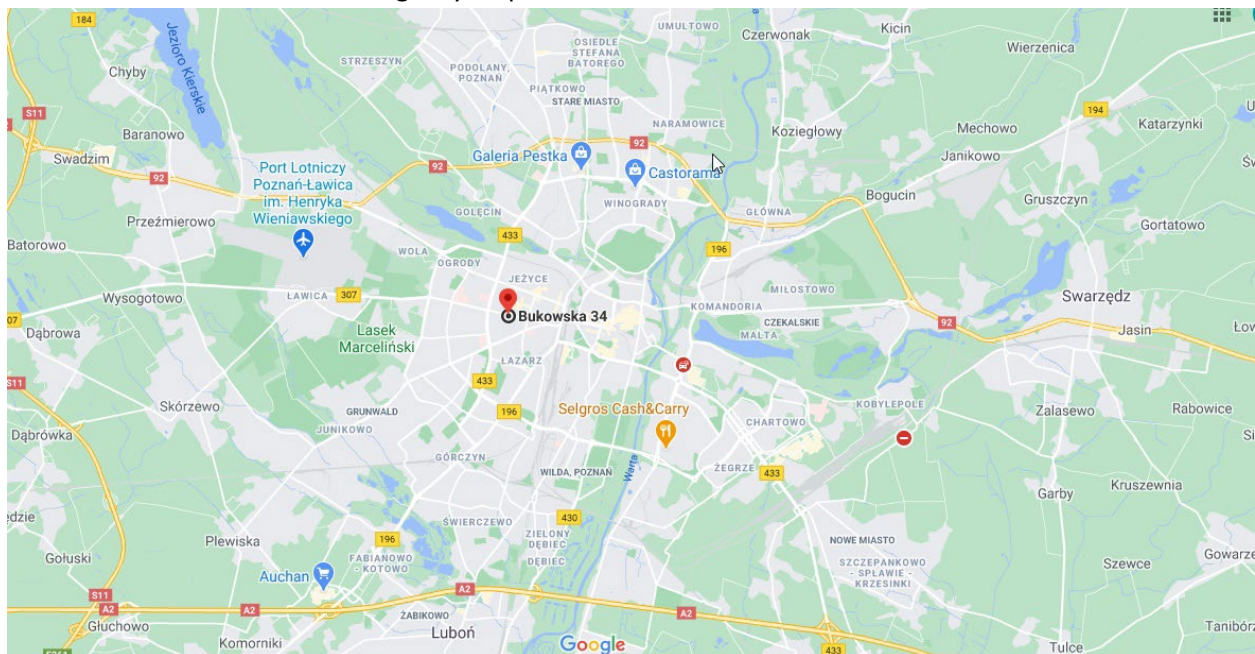 184
UMULTOWO
Kicin
Czerwonak
Wierzenica
Jezioro Kierskie
STRZESZYN
OSIEDLE
STEFANA
BATOREGO
PODOLANY,
POZNAŃ
Chyby
PIĄTKOWO
STARE MIASTO
S11
194
NARAMOWICE
Katarzynki
Baranowo
Koziegłowy
Mechowo
92
Swadzim
Galeria Pestka
Janikowo
92
Castorama
Port Lotniczy
Poznań-Ławica
im. Henryka
Wieniawskiego
92
Bogucin
Gruszczyn
WINOGRADY
GOLĘCIN
GŁÓWNA
Przeźmierowo
Gortatowo
433
Batorowo
WOLA
196
OGRODY
JEŻYCE
MIŁOSTOWO
Wysogotowo
ŁAWICA
307
Swarzędz
KOMANDORIA
Bukowska 34
07
CZEKALSKIE
92
Dąbrowa
Lasek
Marceliński
MALTA
Jasin
ŁAZARZ
S11
433
Skórzewo
GRUNWALD
196
Selgros Cash&Carry
KOBYLEPOLE
Zalasewo
Rabowice
JUNIKOWO
CHARTOWO
Dąbrówka
GÓRCZYN
WILDA, POZNAŃ
Warta
ŻEGRZE
433
Kruszewnia
Garby
430
ŚWIERCZEWO
Plewiska
196
ZIELONY
DĘBIEC
DĘBIEC
NOWE MIASTO
FABIANOWO
- KOTOWO
Gołuski
SZCZEPANKOWO
- SPŁAWIE -
KRZESINKI
Szewce
Auchan
A2
S11
A2
A2
A2
ŻABIKOWO
Głuchowo
Luboń
Komorniki
Google
433
Tulce